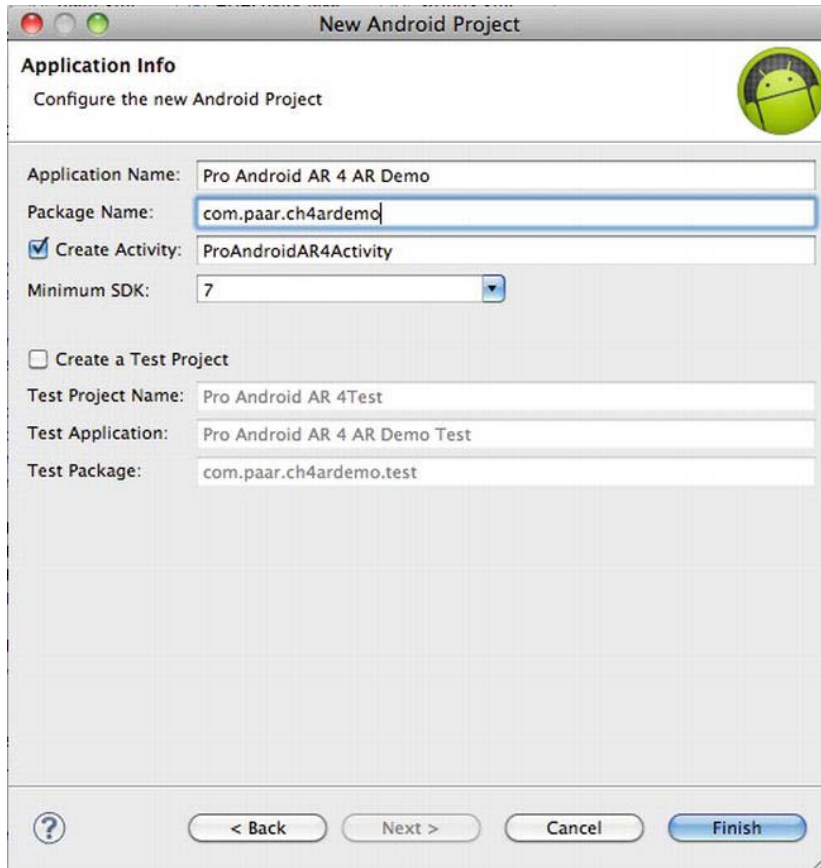 New Android Project
Application Info
Configure the new Android Project
Application Name: Pro Android AR 4 AR Demo
Package Name: com.paar.ch4ardemo
Create Activity: ProAndroidAR4Activity
Minimum SDK: 7
Create a Test Project
Test Project Name: Pro Android AR 4Test
Test Application: Pro Android AR 4 AR Demo Test
Test Package: com.paar.ch4ardemo.test
? < Back Next > Cancel Finish